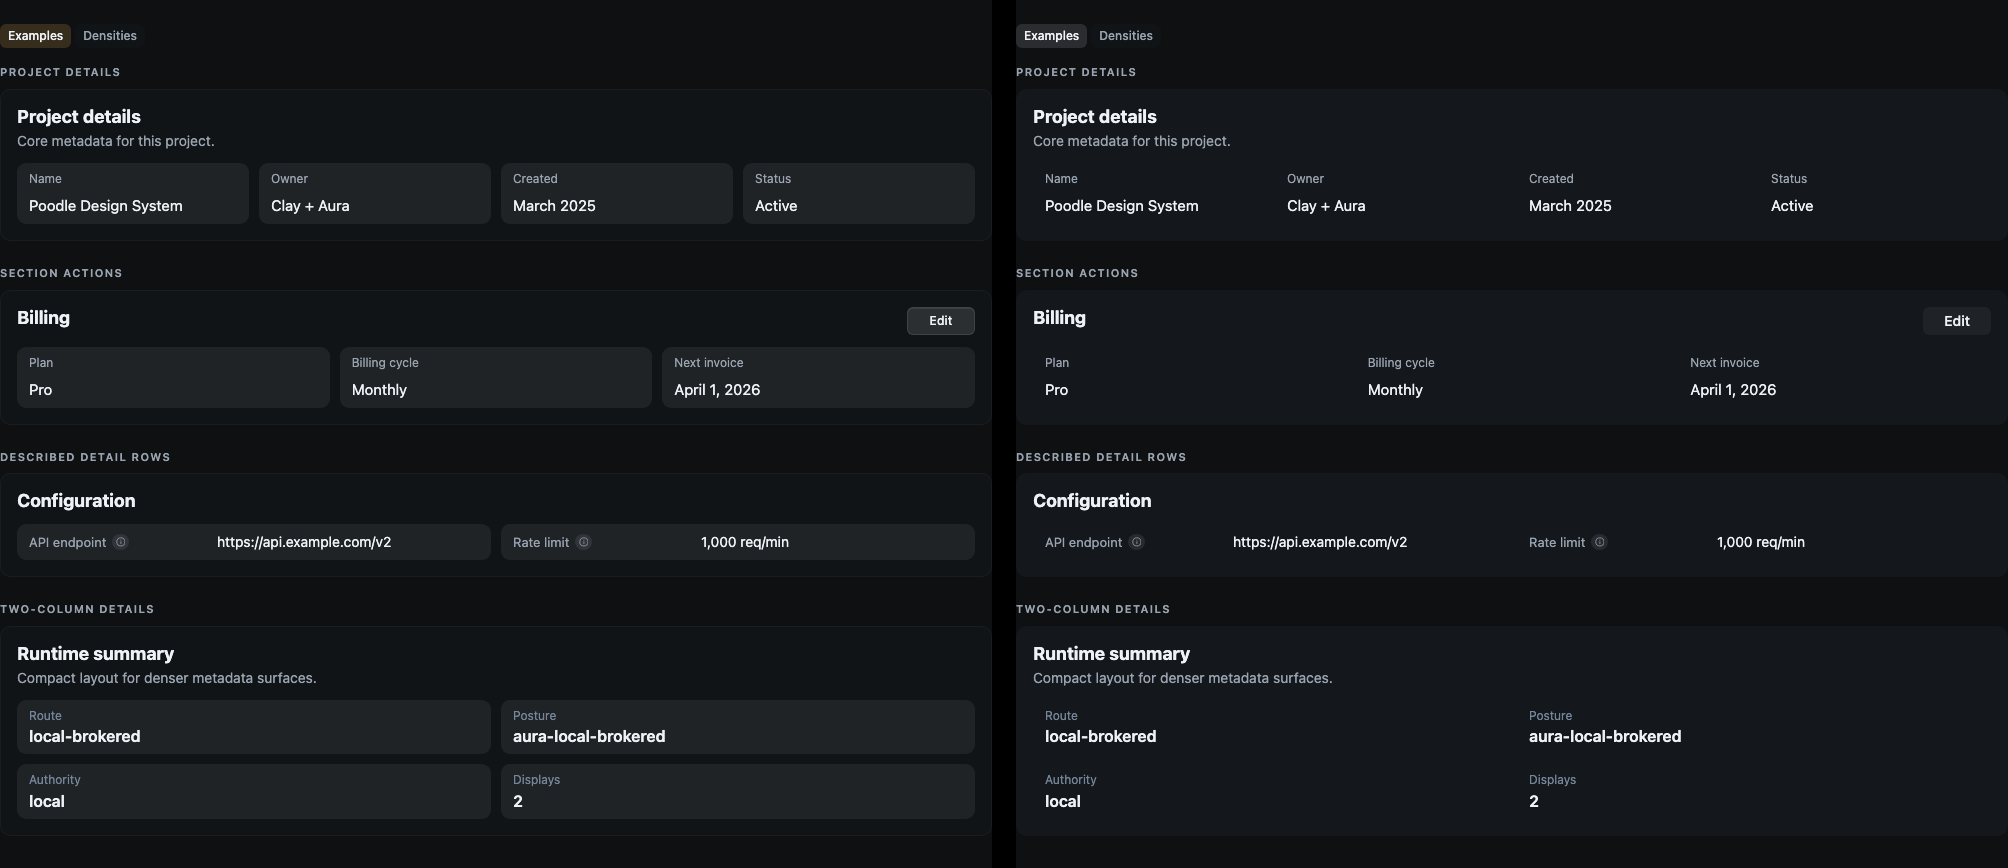 Examples Densities
PROJECT DETAILS
Project details
Core metadata for this project.
Name Owner Created Status
Poodle Design System Clay + Aura March 2025 Active
SECTION ACTIONS
Billing Edit
Plan Billing cycle Next invoice
Pro Monthly April 1, 2026
DESCRIBED DETAIL ROWS
Configuration
API endpoint https://api.example.com/v2 Rate limit 1,000 req/min
TWO-COLUMN DETAILS
Runtime summary
Compact layout for denser metadata surfaces.
Route Posture
local-brokered aura-local-brokered
Authority Displays
local 2
Examples Densities
PROJECT DETAILS
Project details
Core metadata for this project.
Name Owner Created Status
Poodle Design System Clay + Aura March 2025 Active
SECTION ACTIONS
Billing Edit
Plan Billing cycle Next invoice
Pro Monthly April 1, 2026
DESCRIBED DETAIL ROWS
Configuration
API endpoint https://api.example.com/v2 Rate limit 1,000 req/min
TWO-COLUMN DETAILS
Runtime summary
Compact layout for denser metadata surfaces.
Route Posture
local-brokered aura-local-brokered
Authority Displays
local 2